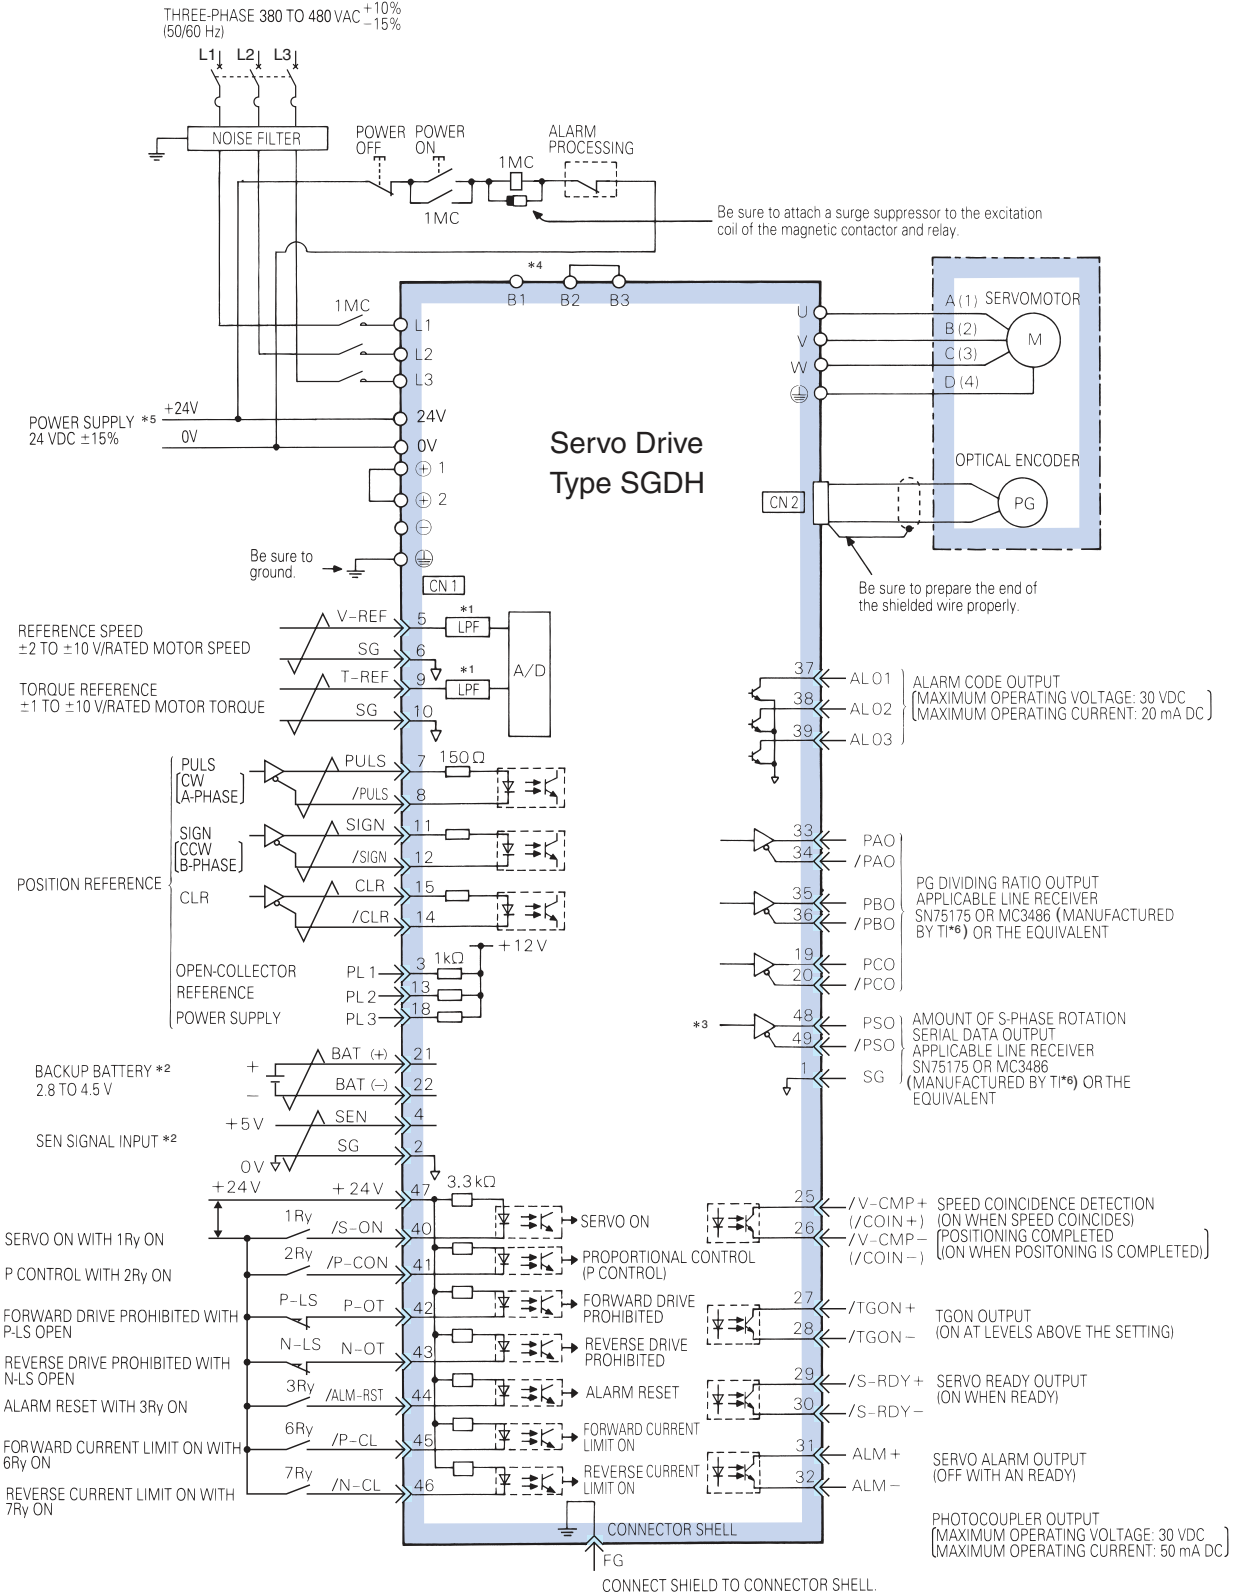 THREE-PHASE 380 TO 480 VAC +10% −15%
(50/60 Hz)
L1 L2 L3
NOISE FILTER
POWER OFF
POWER ON
1MC
1MC
ALARM PROCESSING
Be sure to attach a surge suppressor to the excitation
coil of the magnetic contactor and relay.
*4
B1 B2 B3
1MC
L1
L2
L3
POWER SUPPLY *5
24 VDC ±15%
+24V
0V
24V
0V
⊕ 1
⊕ 2
⊖
Be sure to
ground.
CN 1
Servo Drive
Type SGDH
U
V
W
A (1)
B (2)
C (3)
D (4)
SERVOMOTOR
M
OPTICAL ENCODER
PG
CN 2
Be sure to prepare the end of
the shielded wire properly.
REFERENCE SPEED
±2 TO ±10 V/RATED MOTOR SPEED
V−REF 5 *1 LPF
SG 6
TORQUE REFERENCE
±1 TO ±10 V/RATED MOTOR TORQUE
T−REF 9 *1 LPF
SG 10
A/D
POSITION REFERENCE
PULS
CW
A-PHASE
PULS 7 150Ω
/PULS 8
SIGN
CCW
B-PHASE
SIGN 11
/SIGN 12
CLR
CLR 15
/CLR 14
+12V
OPEN-COLLECTOR
REFERENCE
POWER SUPPLY
PL1 3 1kΩ
PL2 13
PL3 18
BACKUP BATTERY *2
2.8 TO 4.5 V
+
−
BAT (+) 21
BAT (−) 22
SEN SIGNAL INPUT *2
+5V
0V
SEN 4
SG 2
+24V
+24V 47 3.3kΩ
SERVO ON WITH 1Ry ON
1Ry /S-ON 40
SERVO ON
P CONTROL WITH 2Ry ON
2Ry /P−CON 41
PROPORTIONAL CONTROL
(P CONTROL)
FORWARD DRIVE PROHIBITED WITH
P-LS OPEN
P−LS P−OT 42
FORWARD DRIVE
PROHIBITED
REVERSE DRIVE PROHIBITED WITH
N-LS OPEN
N−LS N−OT 43
REVERSE DRIVE
PROHIBITED
ALARM RESET WITH 3Ry ON
3Ry /ALM-RST 44
ALARM RESET
FORWARD CURRENT LIMIT ON WITH
6Ry ON
6Ry /P−CL 45
FORWARD CURRENT
LIMIT ON
REVERSE CURRENT LIMIT ON WITH
7Ry ON
7Ry /N−CL 46
REVERSE CURRENT
LIMIT ON
37 ALO1
38 ALO2
39 ALO3
ALARM CODE OUTPUT
MAXIMUM OPERATING VOLTAGE: 30 VDC
MAXIMUM OPERATING CURRENT: 20 mA DC
33 PAO
34 /PAO
35 PBO
36 /PBO
19 PCO
20 /PCO
PG DIVIDING RATIO OUTPUT
APPLICABLE LINE RECEIVER
SN75175 OR MC3486 (MANUFACTURED
BY TI*6) OR THE EQUIVALENT
*3
48 PSO
49 /PSO
1 SG
AMOUNT OF S-PHASE ROTATION
SERIAL DATA OUTPUT
APPLICABLE LINE RECEIVER
SN75175 OR MC3486
(MANUFACTURED BY TI*6) OR THE
EQUIVALENT
25 /V−CMP+
(/COIN+)
26 /V−CMP−
(/COIN−)
SPEED COINCIDENCE DETECTION
(ON WHEN SPEED COINCIDES)
POSITIONING COMPLETED
(ON WHEN POSITONING IS COMPLETED)
27 /TGON+
28 /TGON−
TGON OUTPUT
(ON AT LEVELS ABOVE THE SETTING)
29 /S−RDY+
30 /S−RDY−
SERVO READY OUTPUT
(ON WHEN READY)
31 ALM+
32 ALM−
SERVO ALARM OUTPUT
(OFF WITH AN READY)
PHOTOCOUPLER OUTPUT
MAXIMUM OPERATING VOLTAGE: 30 VDC
MAXIMUM OPERATING CURRENT: 50 mA DC
CONNECTOR SHELL
FG
CONNECT SHIELD TO CONNECTOR SHELL.